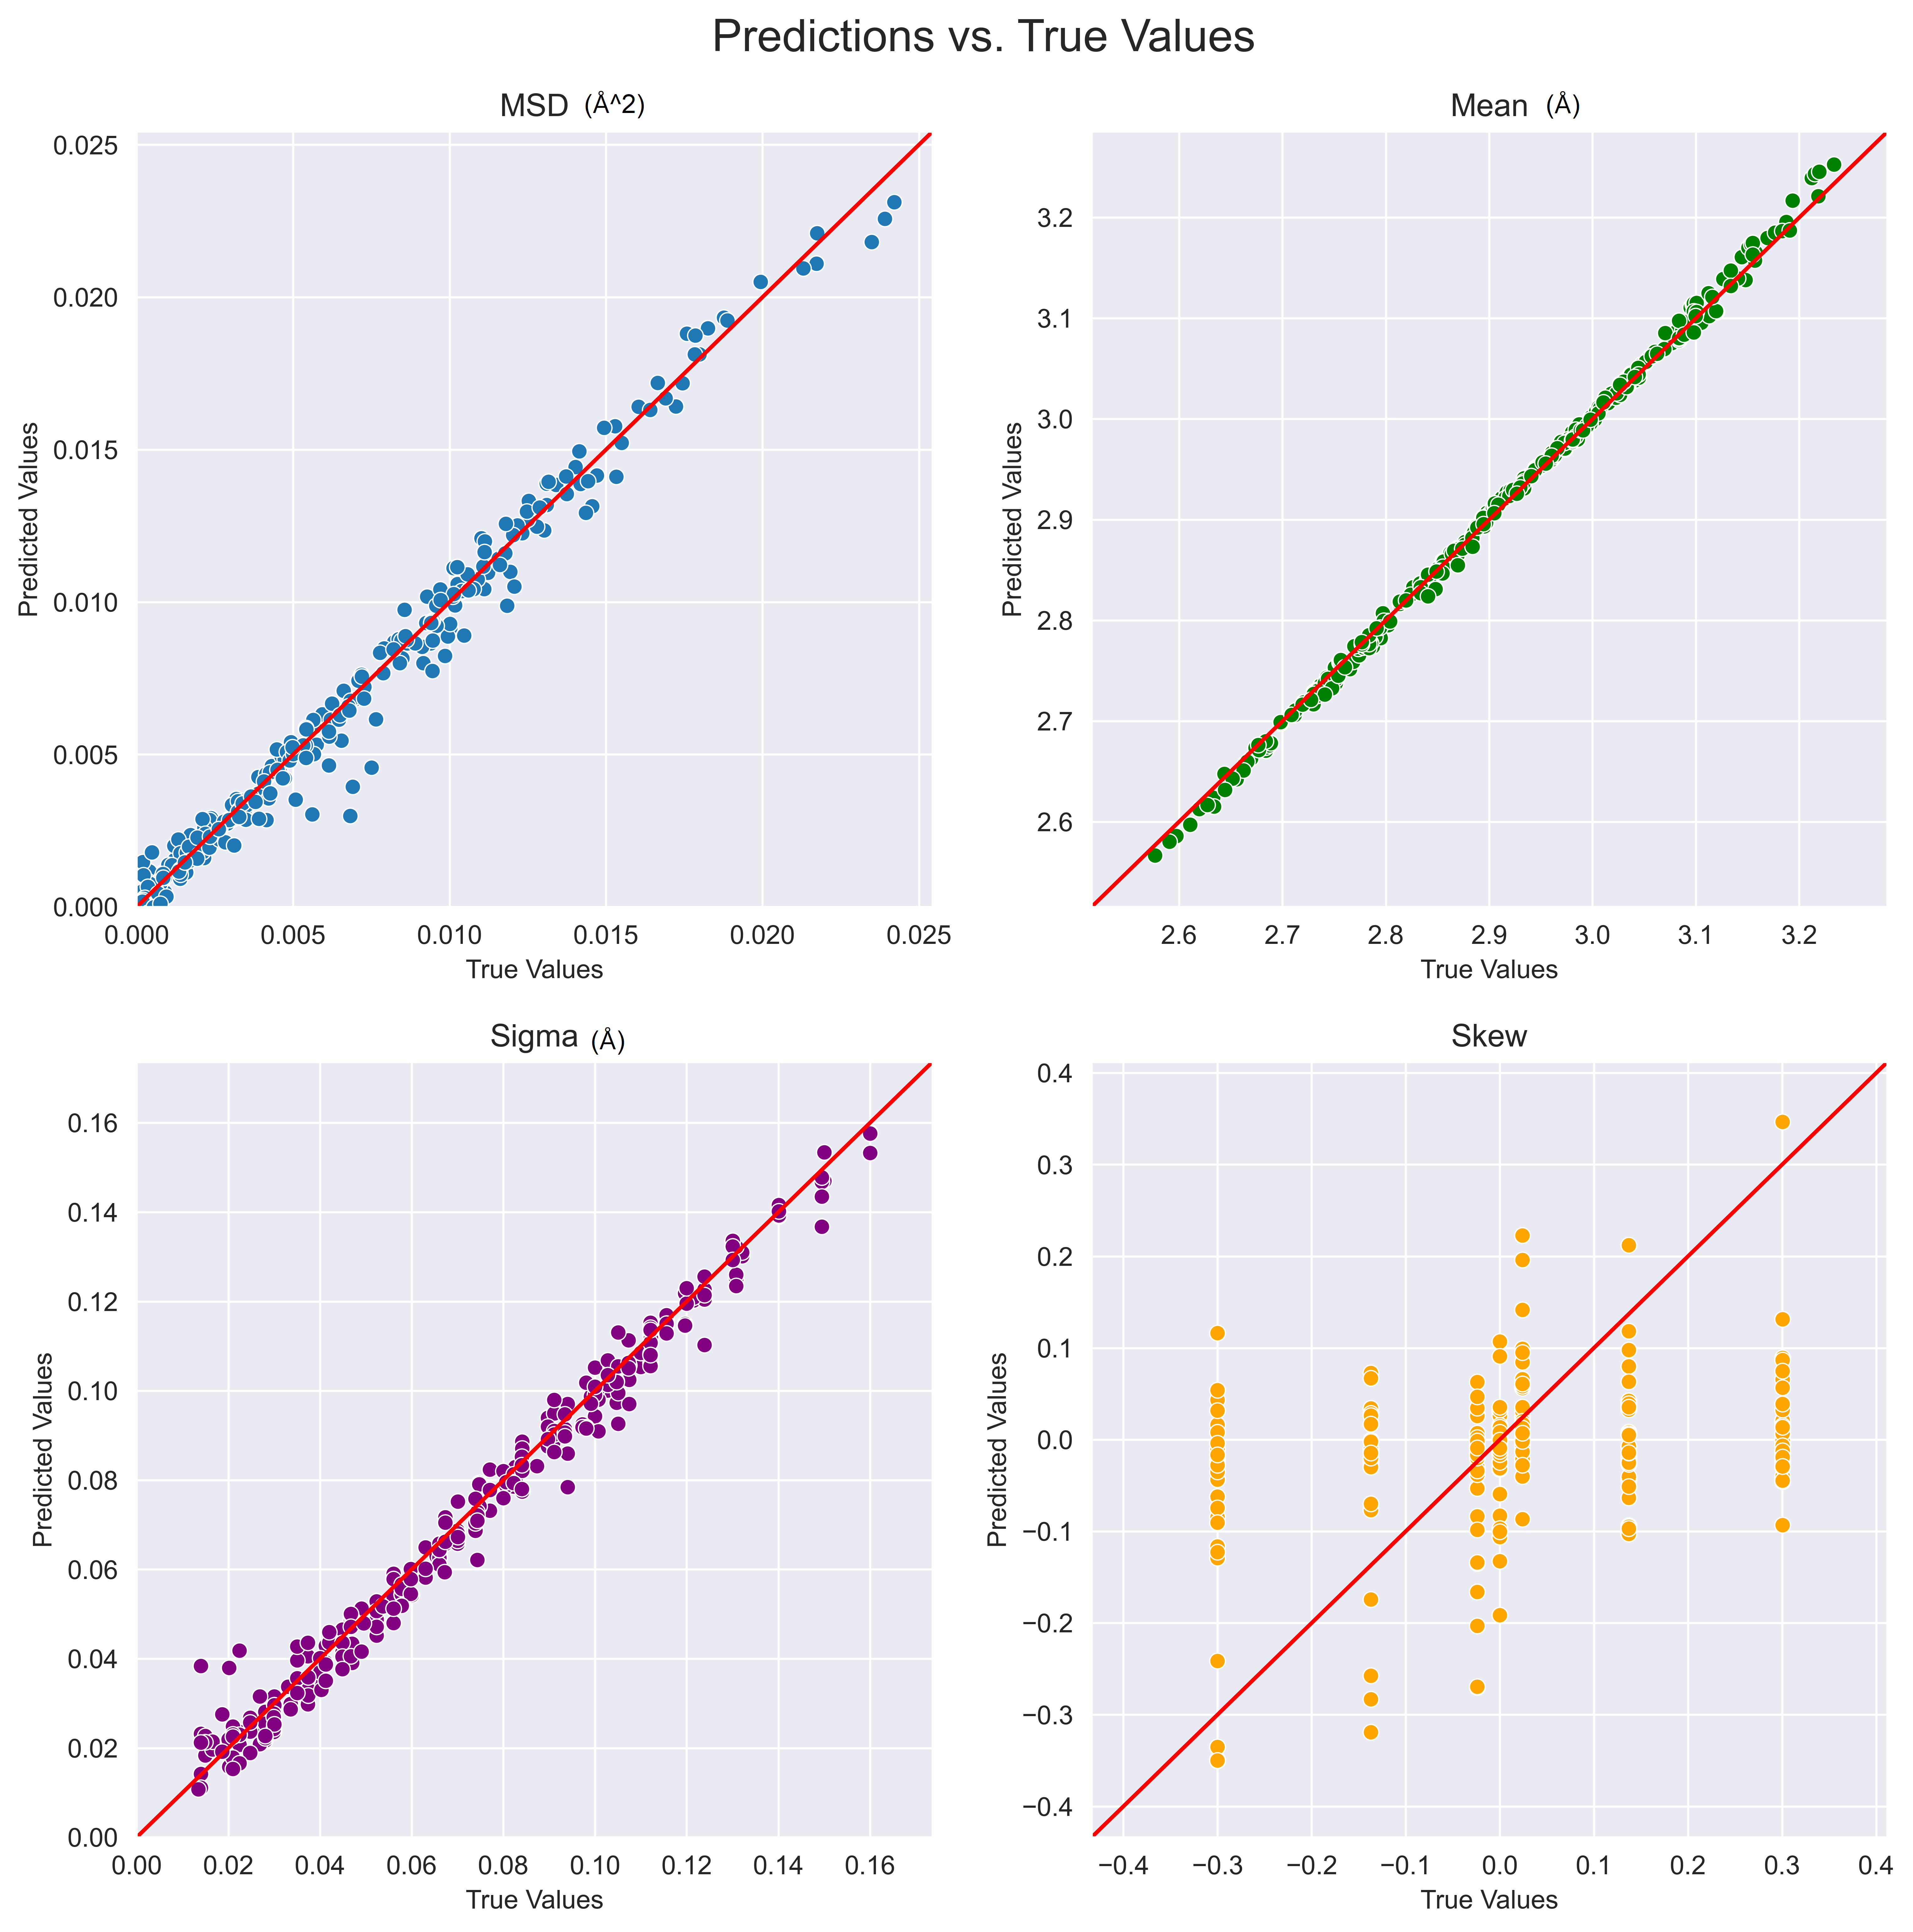 Predictions vs. True Values
MSD (Å^2)
0.025
0.020
0.015
0.010
0.005
0.000
Predicted Values
0.000 0.005 0.010 0.015 0.020 0.025
True Values
Mean (Å)
3.2
3.1
3.0
2.9
2.8
2.7
2.6
Predicted Values
2.6 2.7 2.8 2.9 3.0 3.1 3.2
True Values
Sigma (Å)
0.16
0.14
0.12
0.10
0.08
0.06
0.04
0.02
0.00
Predicted Values
0.00 0.02 0.04 0.06 0.08 0.10 0.12 0.14 0.16
True Values
Skew
0.4
0.3
0.2
0.1
0.0
−0.1
−0.2
−0.3
−0.4
Predicted Values
−0.4 −0.3 −0.2 −0.1 0.0 0.1 0.2 0.3 0.4
True Values